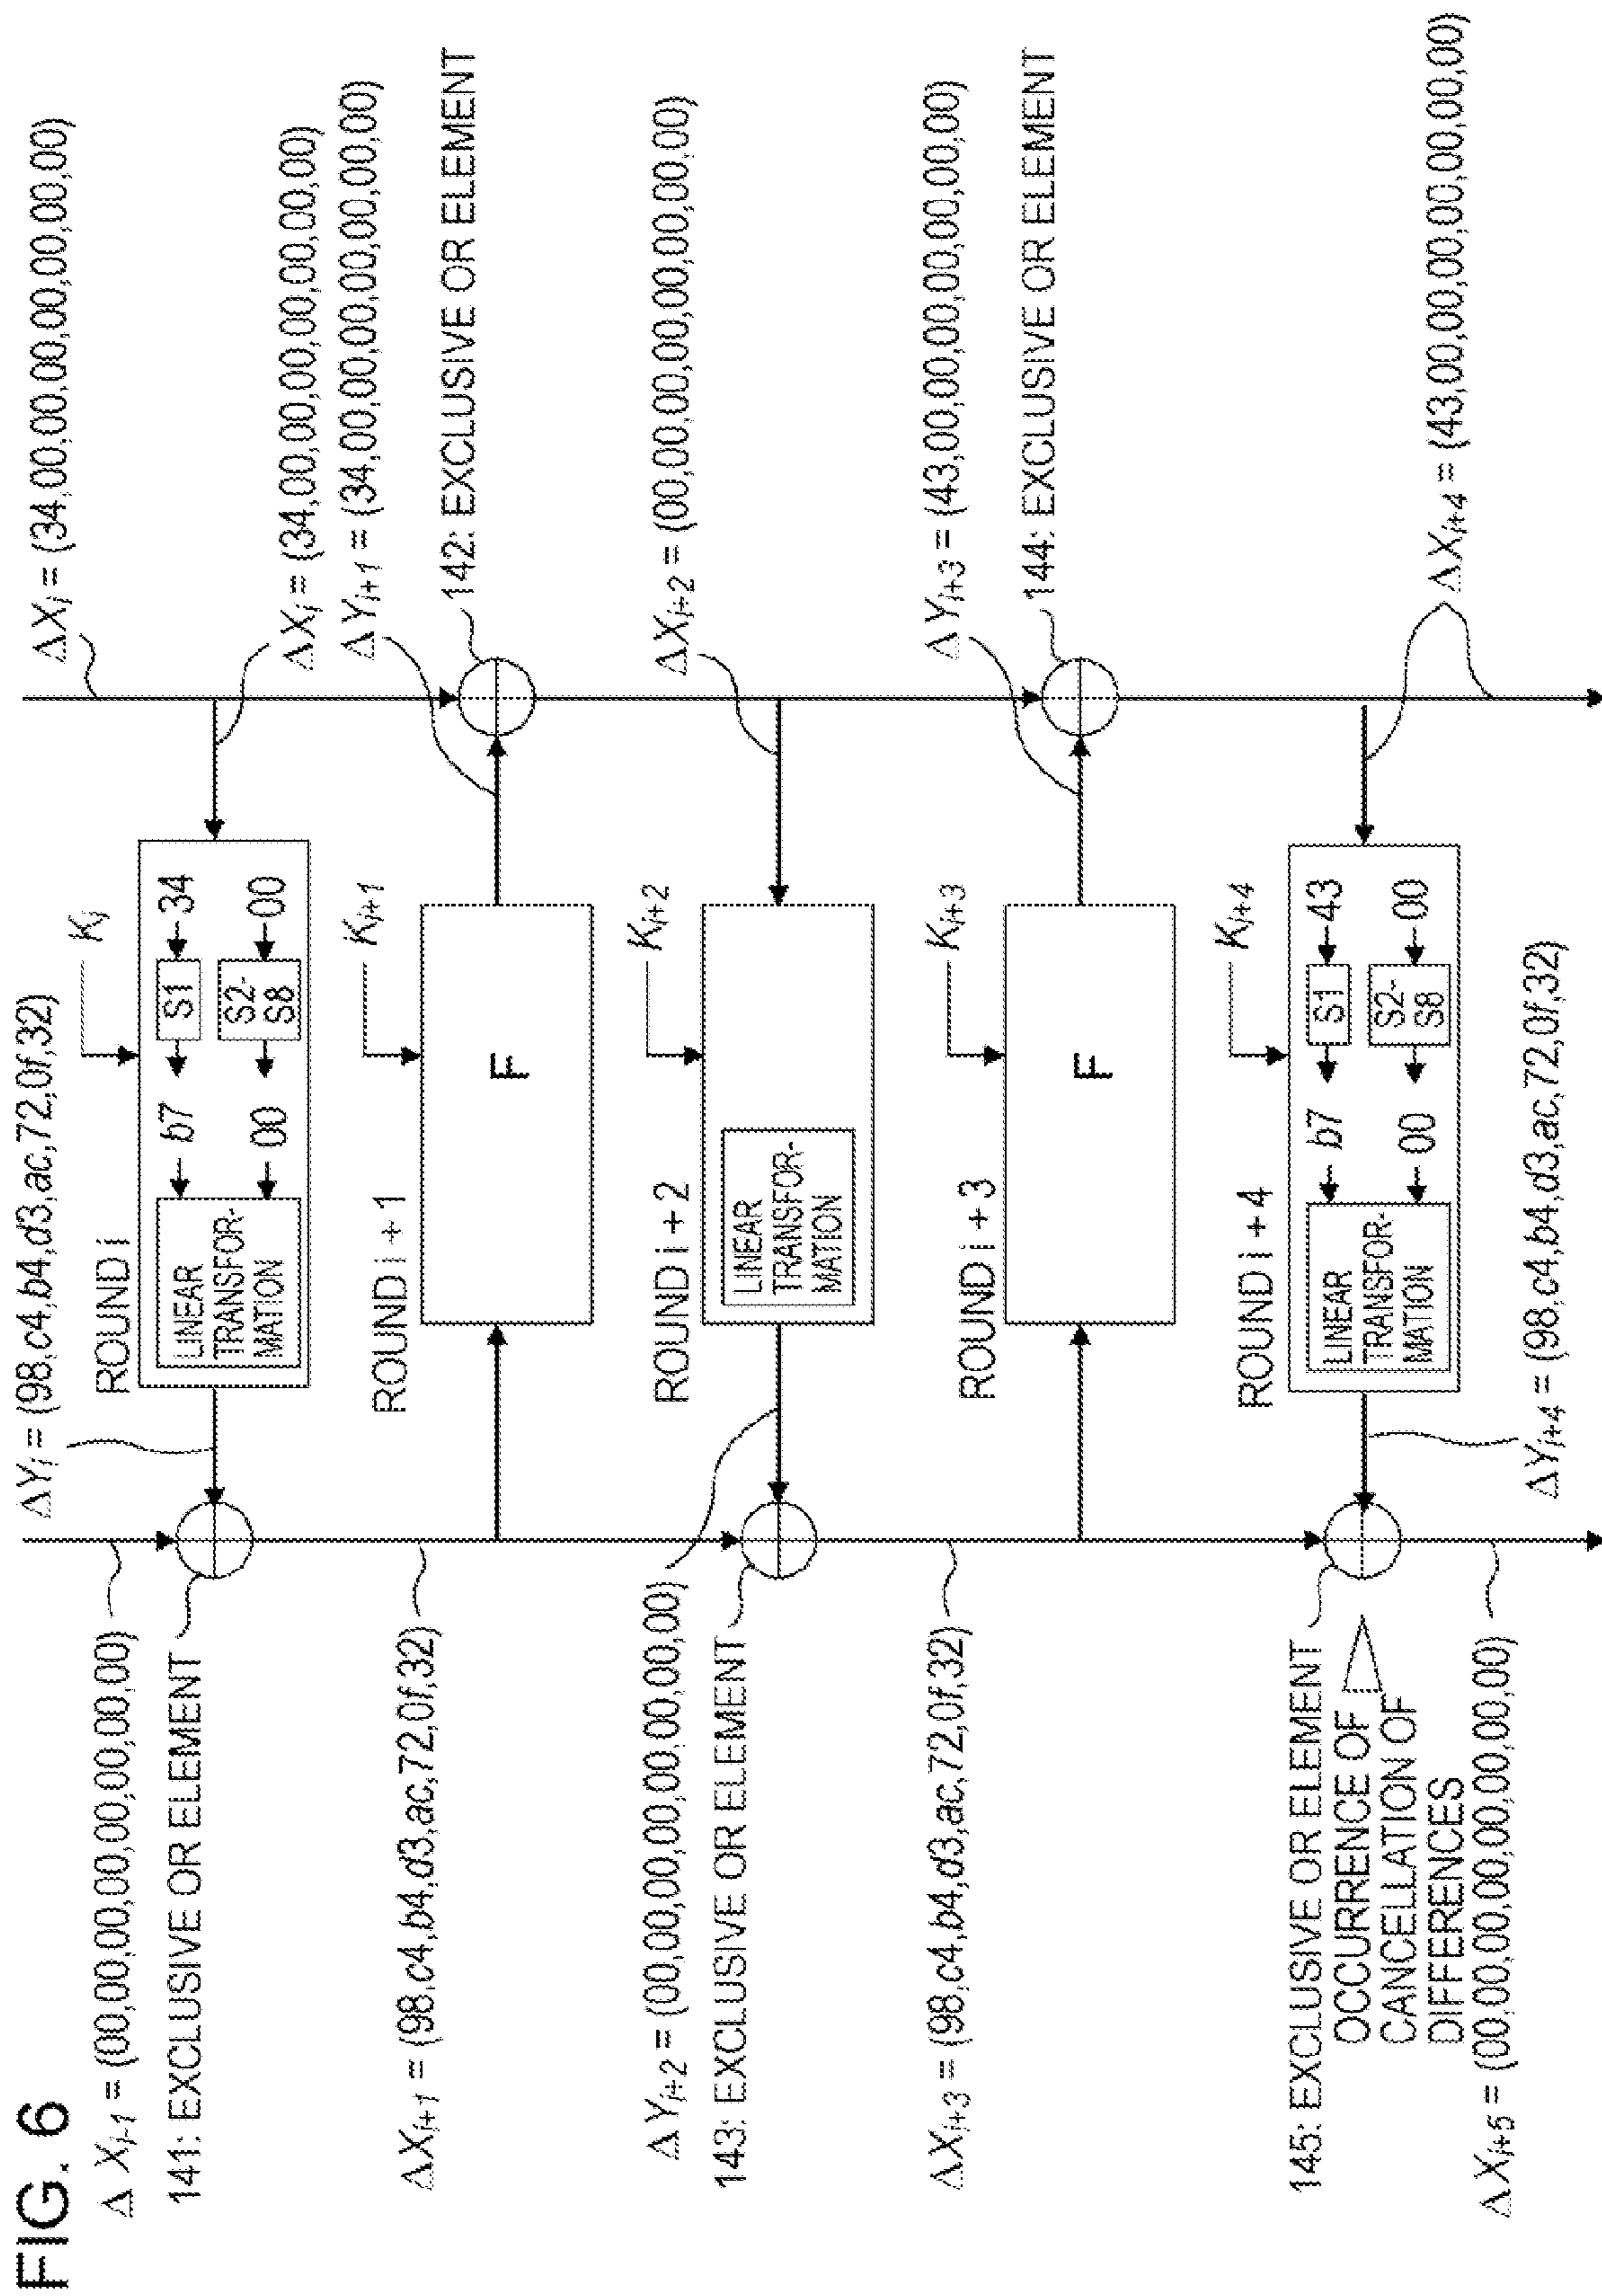 FIG. 6
ΔXi-1 = (00,00,00,00,00,00,00,00)
ΔYi = (98,c4,b4,d3,ac,72,0f,32)
ΔXi = (34,00,00,00,00,00,00,00)
141: EXCLUSIVE OR ELEMENT
ROUND i
Ki
LINEAR
TRANSFOR-
MATION
b7
S1
34
00
S2-
S8
00
ΔXi = (34,00,00,00,00,00,00,00)
ΔYi+1 = (34,00,00,00,00,00,00,00)
ΔXi+1 = (98,c4,b4,d3,ac,72,0f,32)
ROUND i + 1
Ki+1
F
142: EXCLUSIVE OR ELEMENT
ΔYi+2 = (00,00,00,00,00,00,00,00)
143: EXCLUSIVE OR ELEMENT
ROUND i + 2
Ki+2
LINEAR
TRANSFOR-
MATION
ΔXi+2 = (00,00,00,00,00,00,00,00)
ΔXi+3 = (98,c4,b4,d3,ac,72,0f,32)
ROUND i + 3
Ki+3
F
ΔYi+3 = (43,00,00,00,00,00,00,00)
144: EXCLUSIVE OR ELEMENT
145: EXCLUSIVE OR ELEMENT
OCCURRENCE OF
CANCELLATION OF
DIFFERENCES
ROUND i + 4
Ki+4
LINEAR
TRANSFOR-
MATION
b7
S1
43
00
S2-
S8
00
ΔXi+4 = (43,00,00,00,00,00,00,00)
ΔXi+5 = (00,00,00,00,00,00,00,00)
ΔYi+4 = (98,c4,b4,d3,ac,72,0f,32)